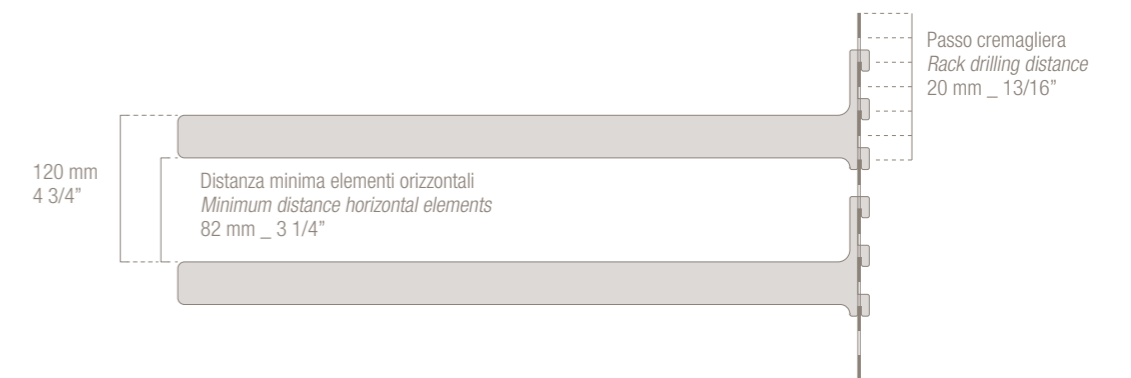 Passo cremagliera
Rack drilling distance
20 mm _ 13/16”
120 mm
4 3/4”
Distanza minima elementi orizzontali
Minimum distance horizontal elements
82 mm _ 3 1/4”